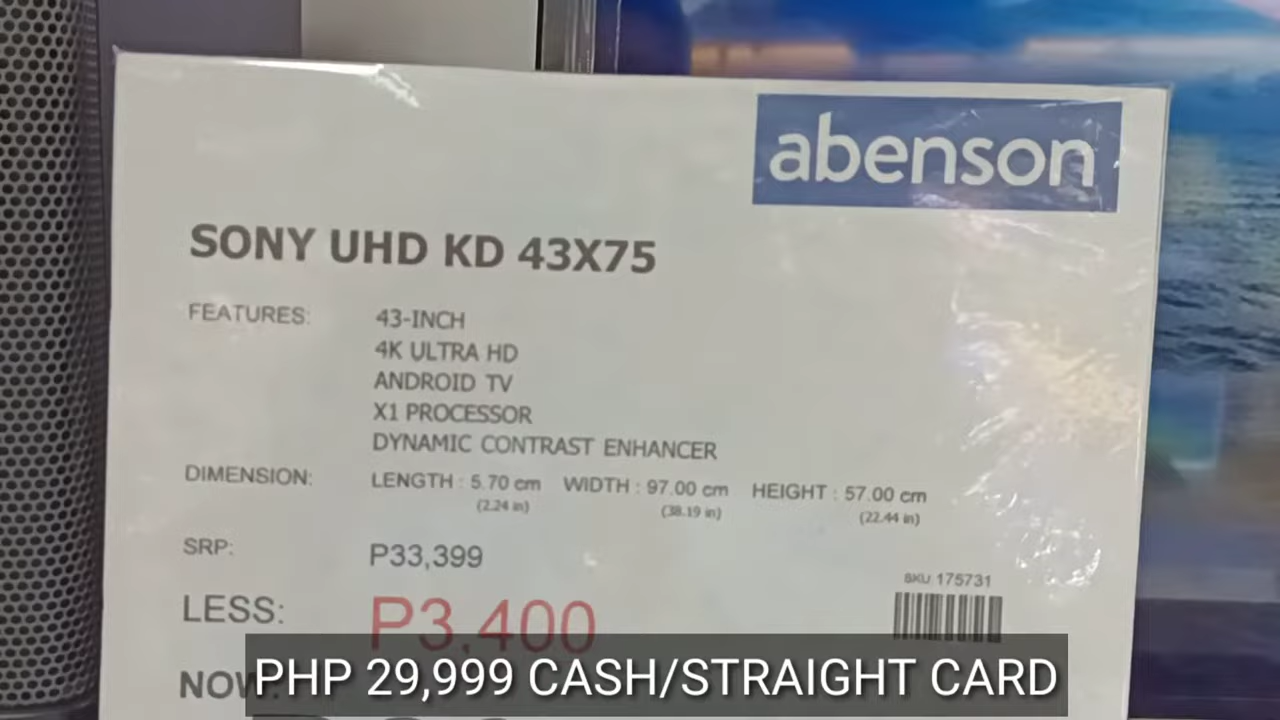 abenson
SONY UHD KD 43X75
FEATURES: 43-INCH
4K ULTRA HD
ANDROID TV
X1 PROCESSOR
DYNAMIC CONTRAST ENHANCER
DIMENSION: LENGTH : 5.70 cm WIDTH : 97.00 cm HEIGHT : 57.00 cm
(2.24 in) (38.19 in) (22.44 in)
SRP: P33,399
SKU 175731
LESS: P3,400
NOW:
PHP 29,999 CASH/STRAIGHT CARD